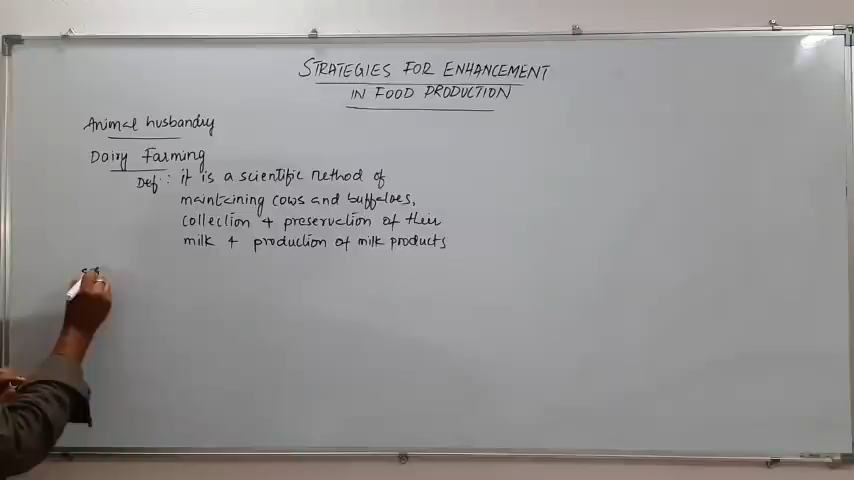 STRATEGIES FOR ENHANCEMENT
IN FOOD PRODUCTION
Animal husbandry
Dairy Farming
Def: it is a scientific method of
maintaining cows and buffaloes,
collection & preservation of their
milk & production of milk products